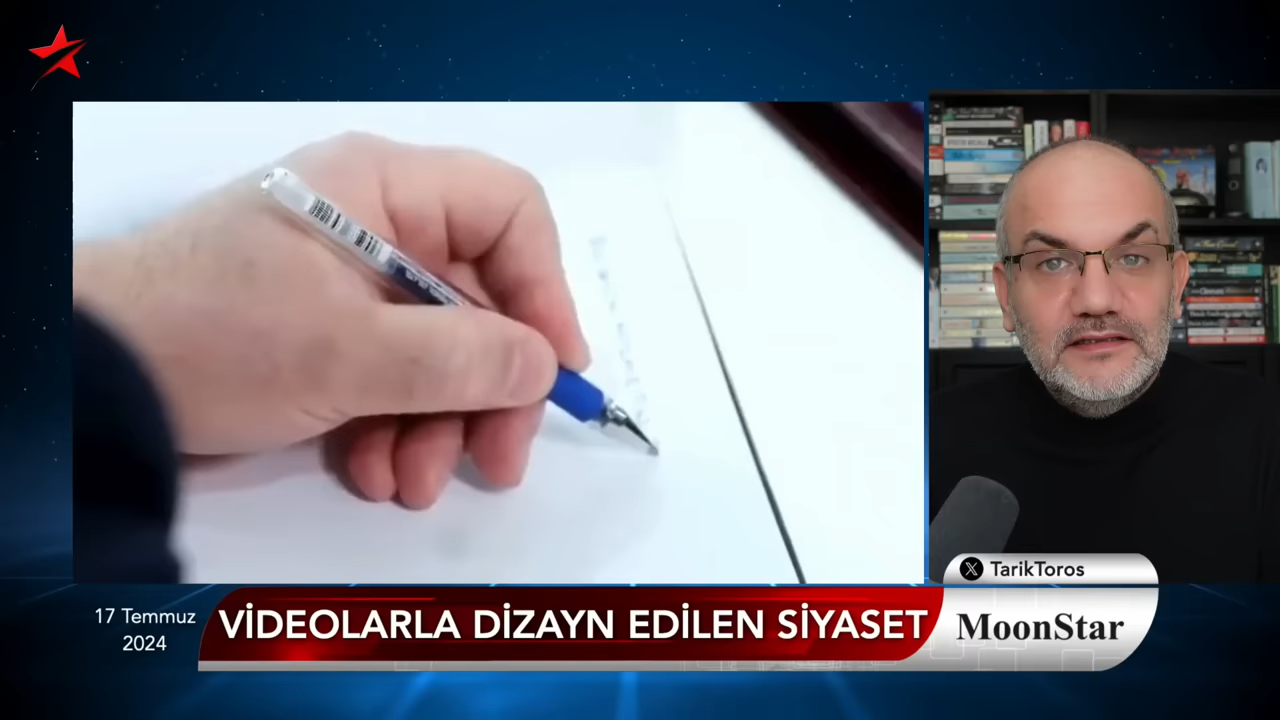 TarikToros
17 Temmuz
2024
VİDEOLARLA DİZAYN EDİLEN SİYASET
MoonStar